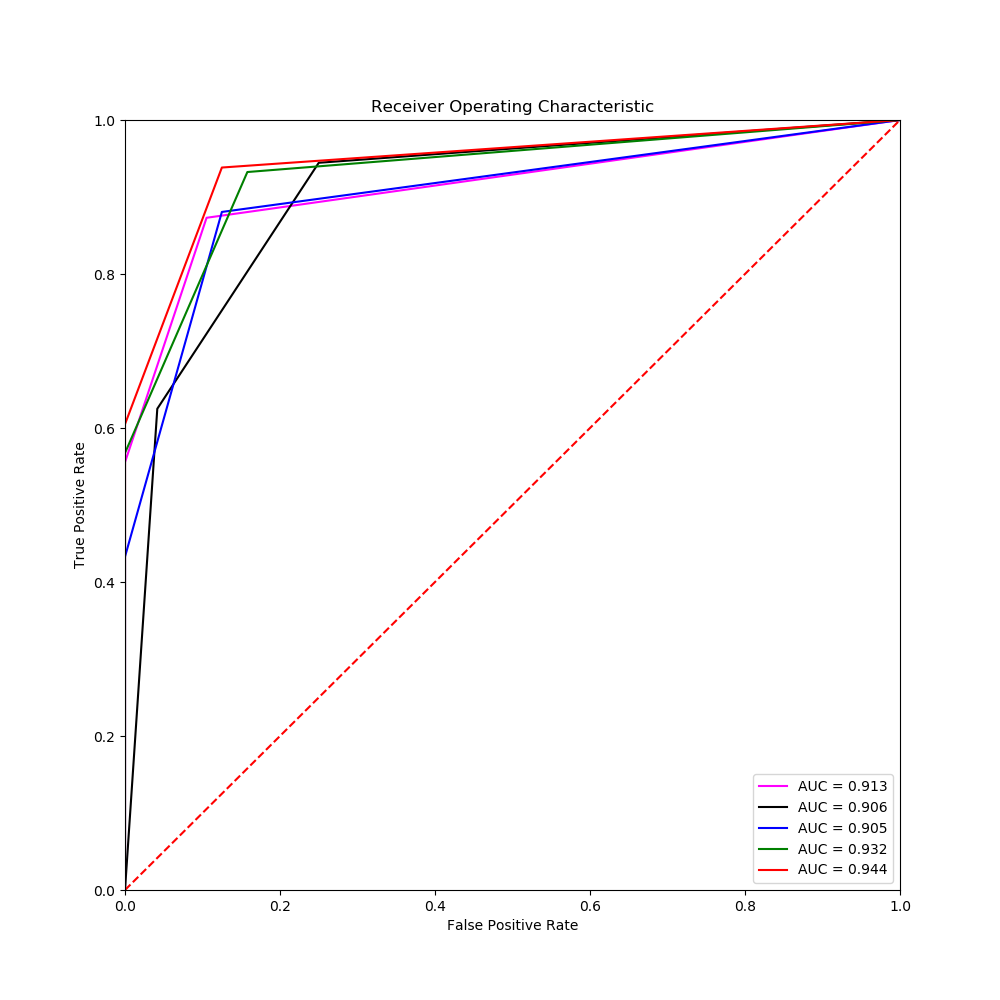 Receiver Operating Characteristic
1.0
0.8
0.6
0.4
0.2
0.0
True Positive Rate
AUC = 0.913
AUC = 0.906
AUC = 0.905
AUC = 0.932
AUC = 0.944
0.0 0.2 0.4 0.6 0.8 1.0
False Positive Rate